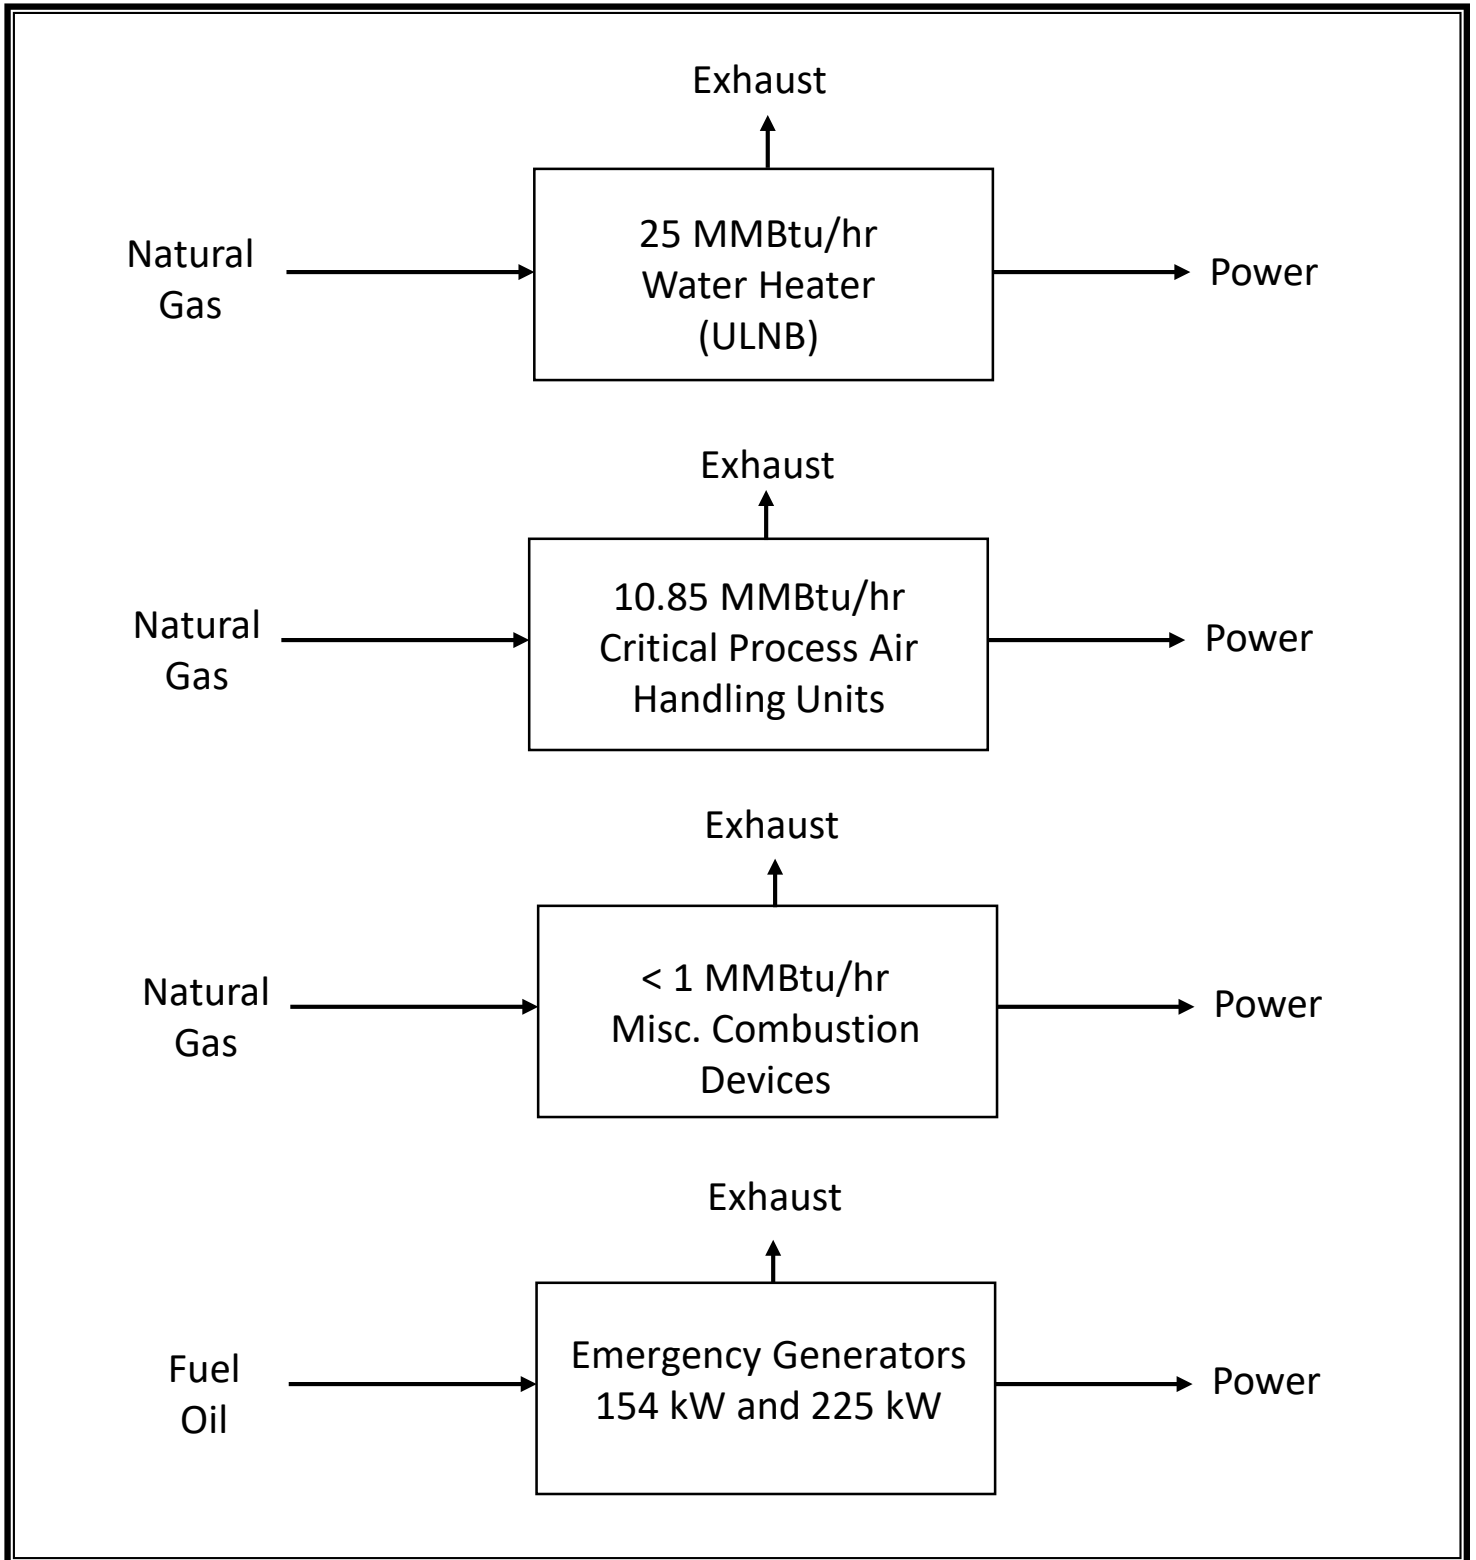 Exhaust
25 MMBtu/hr
Water Heater
(ULNB)
Natural
Gas
Power
Exhaust
10.85 MMBtu/hr
Critical Process Air
Handling Units
Natural
Gas
Power
Exhaust
< 1 MMBtu/hr
Misc. Combustion
Devices
Natural
Gas
Power
Exhaust
Emergency Generators
154 kW and 225 kW
Fuel
Oil
Power